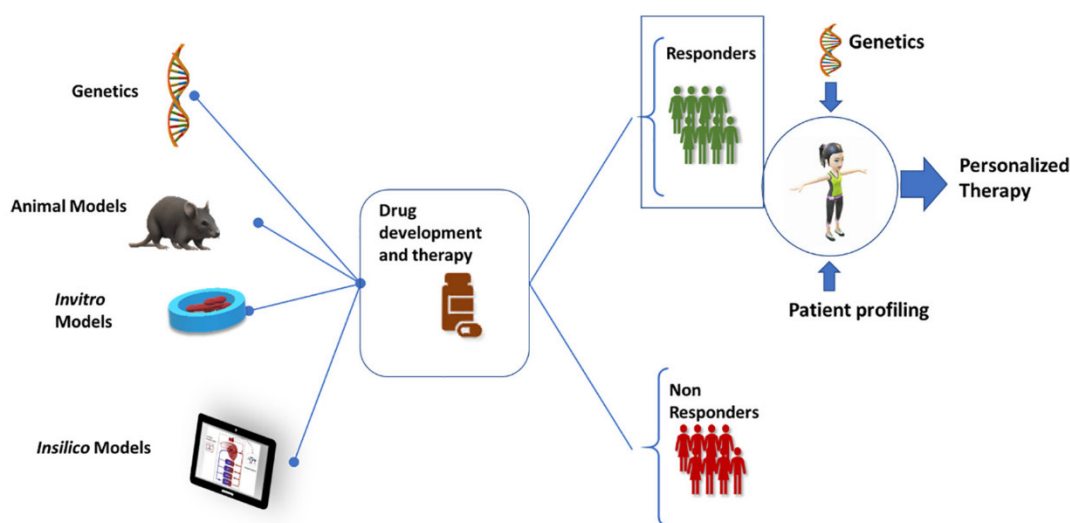 Genetics
Animal Models
Invitro
Models
Insilico Models
Drug
development
and therapy
Responders
Non
Responders
Genetics
Patient profiling
Personalized
Therapy